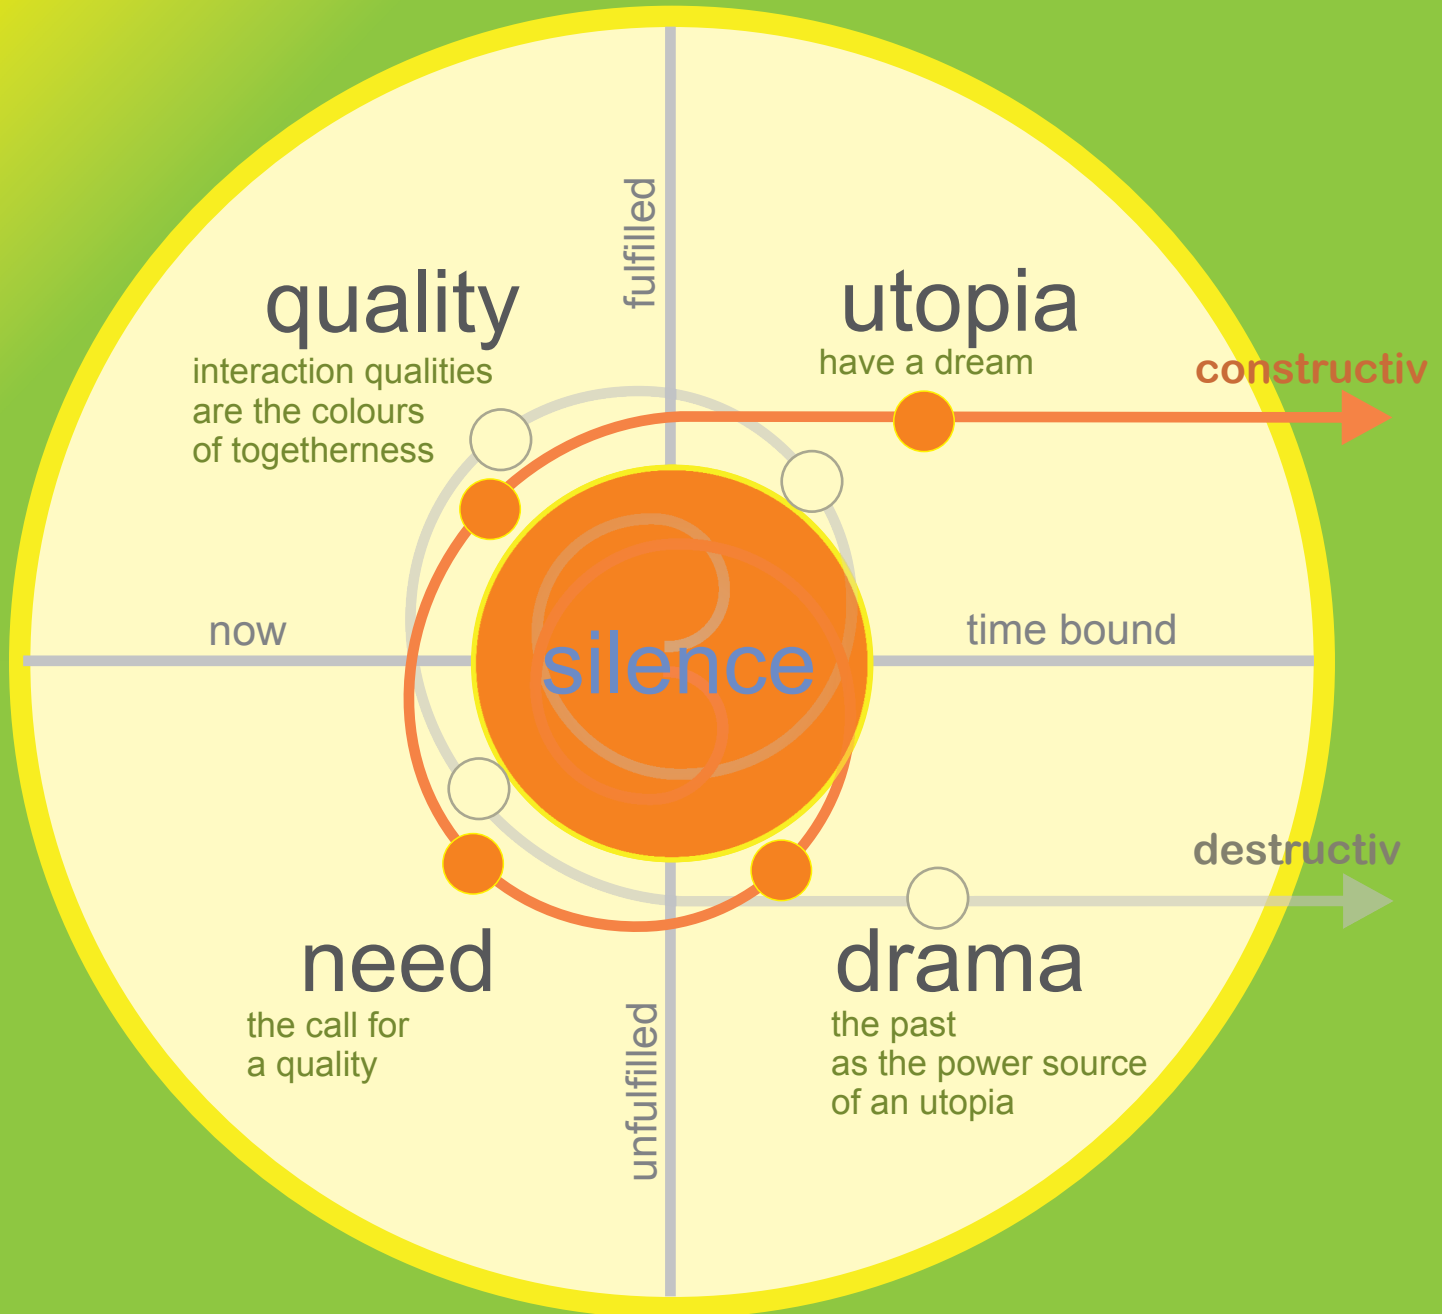 fulfilled
quality
interaction qualities
are the colours
of togetherness
utopia
have a dream
constructiv
now
silence
time bound
destructiv
need
the call for
a quality
unfulfilled
drama
the past
as the power source
of an utopia